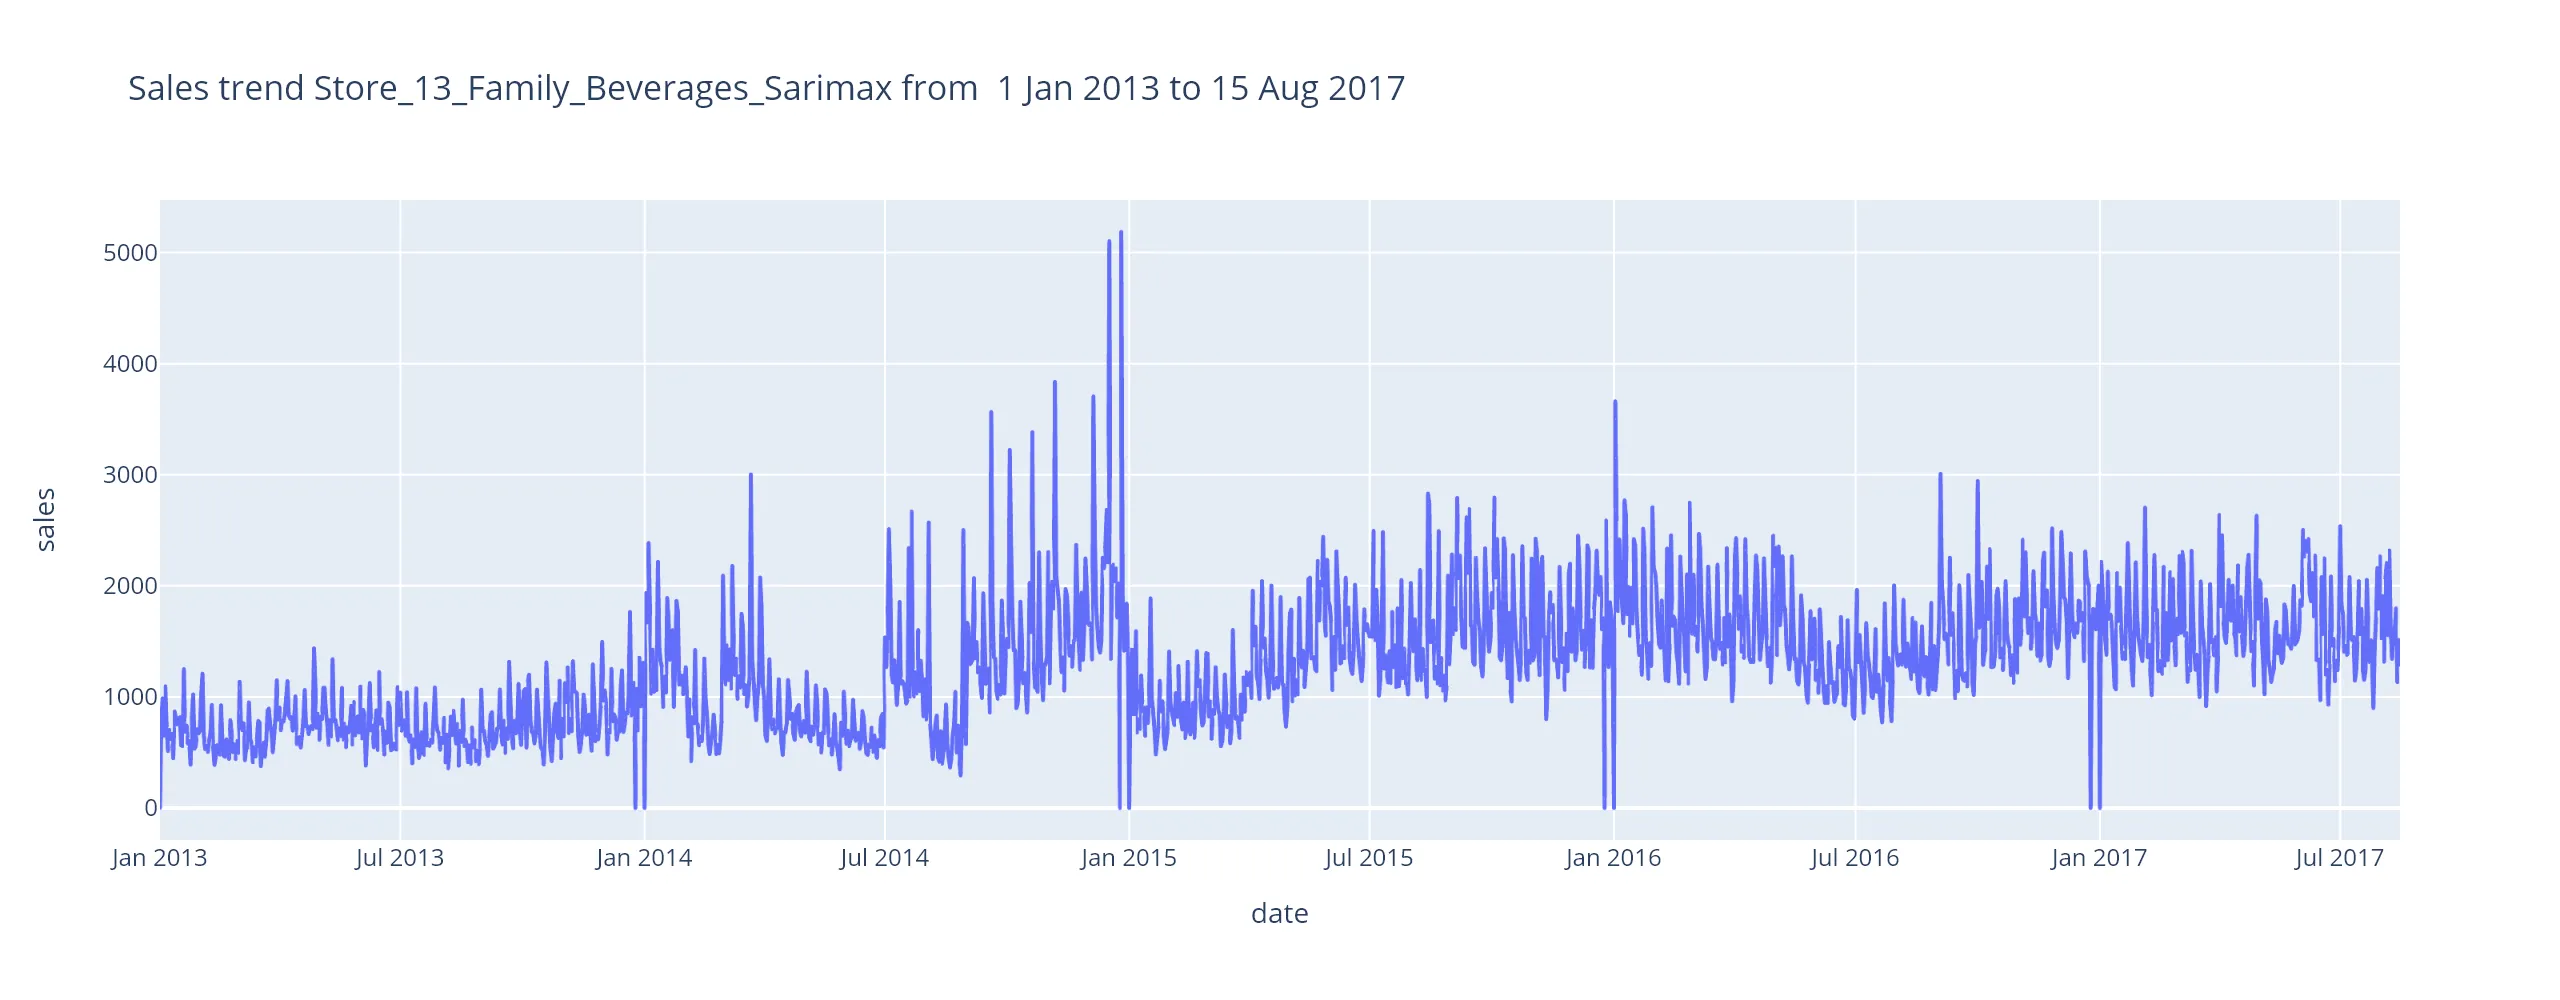 Sales trend Store_13_Family_Beverages_Sarimax from  1 Jan 2013 to 15 Aug 2017
5000
4000
3000
2000
1000
0
sales
Jan 2013 Jul 2013 Jan 2014 Jul 2014 Jan 2015 Jul 2015 Jan 2016 Jul 2016 Jan 2017 Jul 2017
date